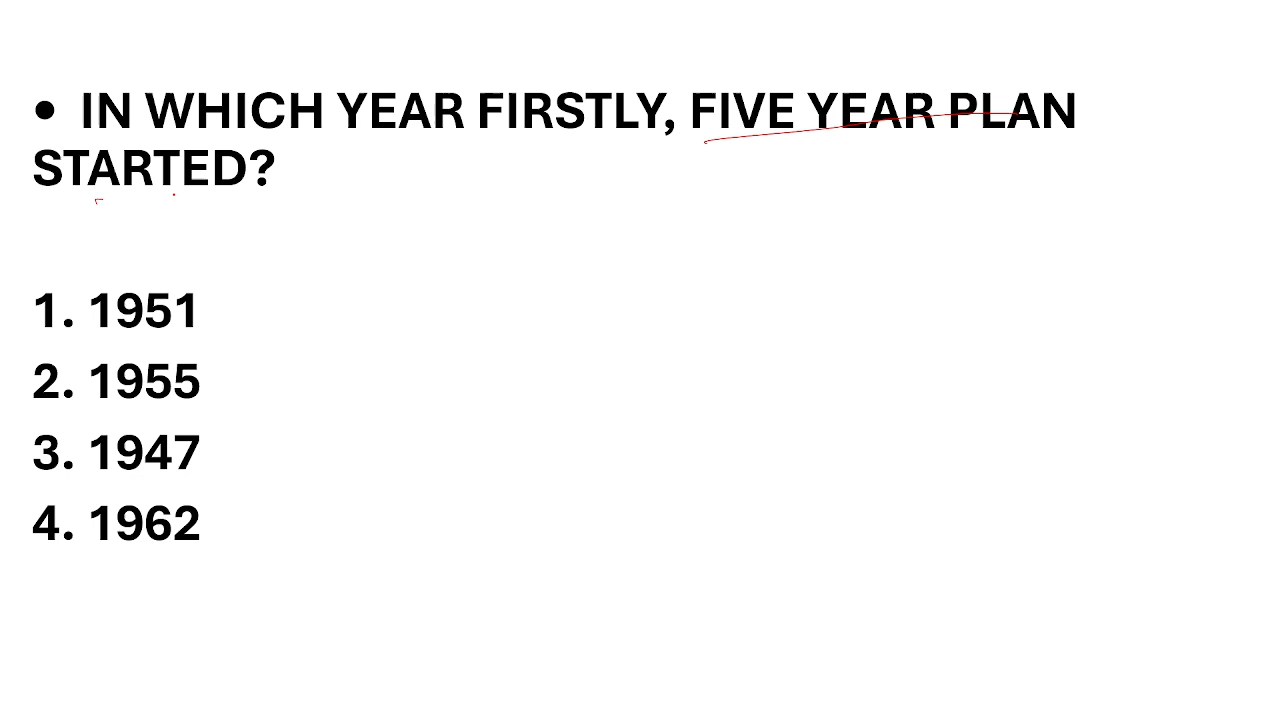 • IN WHICH YEAR FIRSTLY, FIVE YEAR PLAN
STARTED?
1. 1951
2. 1955
3. 1947
4. 1962